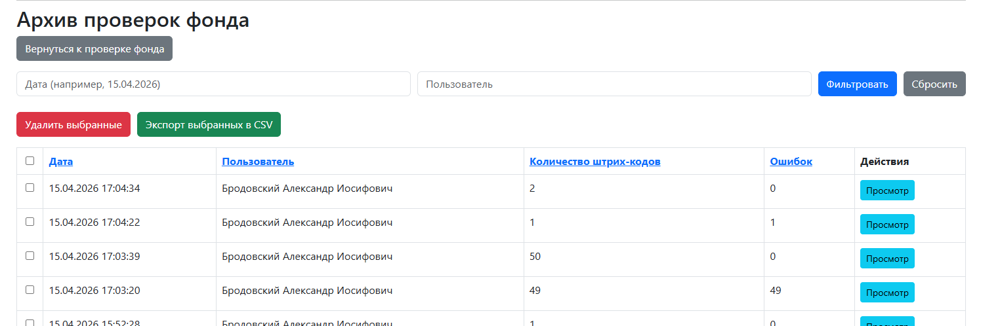 Архив проверок фонда
Вернуться к проверке фонда
Дата (например, 15.04.2026) Пользователь Фильтровать Сбросить
Удалить выбранные Экспорт выбранных в CSV
Дата Пользователь Количество штрих-кодов Ошибок Действия
15.04.2026 17:04:34 Бродовский Александр Иосифович 2 0 Просмотр
15.04.2026 17:04:22 Бродовский Александр Иосифович 1 1 Просмотр
15.04.2026 17:03:39 Бродовский Александр Иосифович 50 0 Просмотр
15.04.2026 17:03:20 Бродовский Александр Иосифович 49 49 Просмотр
15.04.2026 15:52:28 Бродовский Александр Иосифович 1 0